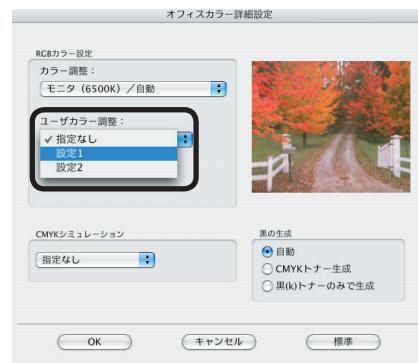 オフィスカラー詳細設定
RGBカラー設定
カラー調整：
モニタ（6500K）／自動
ユーザカラー調整：
✓ 指定なし
設定1
設定2
CMYKシミュレーション
指定なし
黒の生成
自動
CMYKトナー生成
黒(k)トナーのみで生成
OK
キャンセル
標準